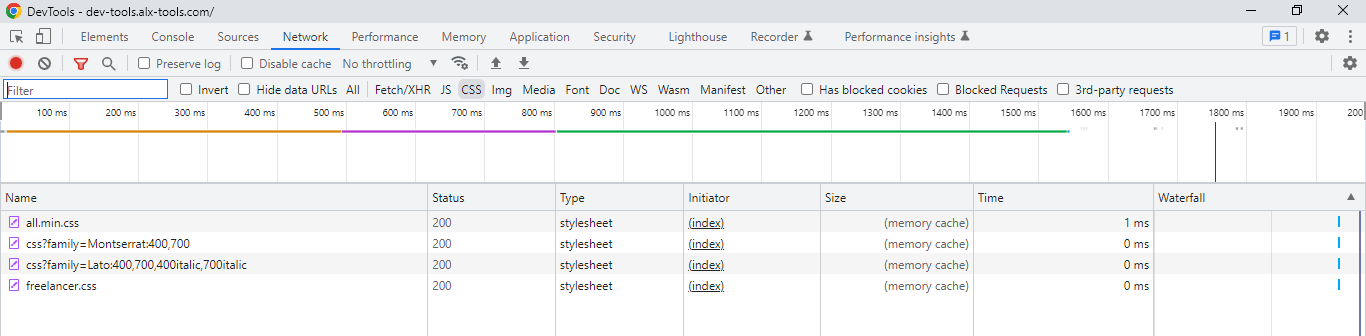 DevTools - dev-tools.alx-tools.com/
Elements Console Sources Network Performance Memory Application Security Lighthouse Recorder Performance insights 1
Preserve log Disable cache No throttling
Filter Invert Hide data URLs All Fetch/XHR JS CSS Img Media Font Doc WS Wasm Manifest Other Has blocked cookies Blocked Requests 3rd-party requests
100 ms 200 ms 300 ms 400 ms 500 ms 600 ms 700 ms 800 ms 900 ms 1000 ms 1100 ms 1200 ms 1300 ms 1400 ms 1500 ms 1600 ms 1700 ms 1800 ms 1900 ms 200
Name Status Type Initiator Size Time Waterfall
all.min.css 200 stylesheet (index) (memory cache) 1 ms
css?family=Montserrat:400,700 200 stylesheet (index) (memory cache) 0 ms
css?family=Lato:400,700,400italic,700italic 200 stylesheet (index) (memory cache) 0 ms
freelancer.css 200 stylesheet (index) (memory cache) 0 ms